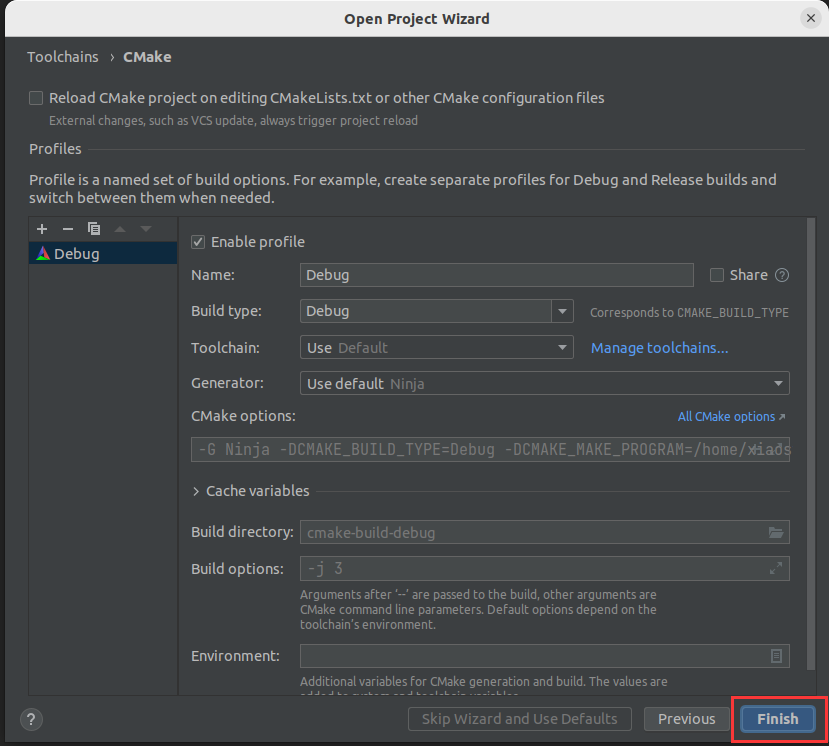 Open Project Wizard
Toolchains › CMake
Reload CMake project on editing CMakeLists.txt or other CMake configuration files
External changes, such as VCS update, always trigger project reload
Profiles
Profile is a named set of build options. For example, create separate profiles for Debug and Release builds and
switch between them when needed.
Debug
Enable profile
Name: Debug Share ?
Build type: Debug Corresponds to CMAKE_BUILD_TYPE
Toolchain: Use Default Manage toolchains...
Generator: Use default Ninja
CMake options: All CMake options
-G Ninja -DCMAKE_BUILD_TYPE=Debug -DCMAKE_MAKE_PROGRAM=/home/
Cache variables
Build directory: cmake-build-debug
Build options: -j 3
Arguments after '--' are passed to the build, other arguments are
CMake command line parameters. Default options depend on the
toolchain's environment.
Environment:
Additional variables for CMake generation and build. The values are
added to system and toolchain variables.
? Skip Wizard and Use Defaults Previous Finish